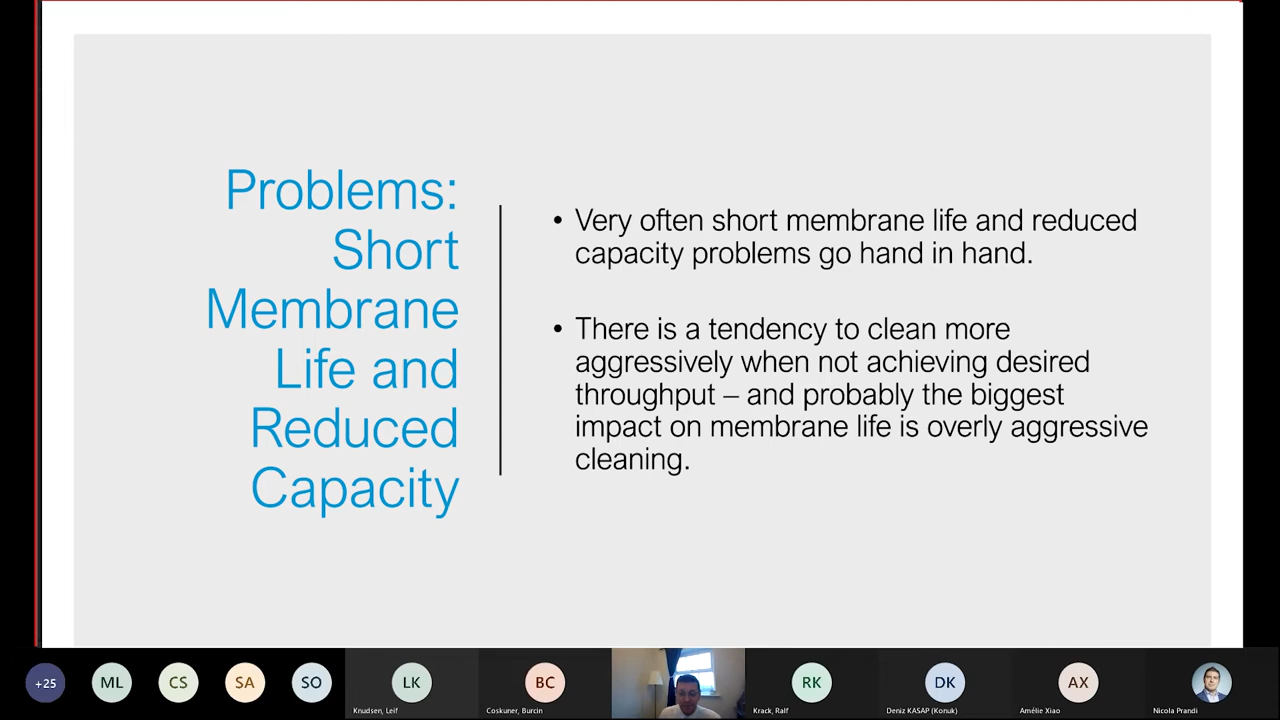 Problems:
Short
Membrane
Life and
Reduced
Capacity
• Very often short membrane life and reduced
capacity problems go hand in hand.
• There is a tendency to clean more
aggressively when not achieving desired
throughput – and probably the biggest
impact on membrane life is overly aggressive
cleaning.
+25
ML
CS
SA
SO
LK
Knudsen, Leif
BC
Coskuner, Burcin
RK
Krack, Ralf
DK
Deniz KASAP (Konuk)
AX
Amélie Xiao
Nicola Prandi